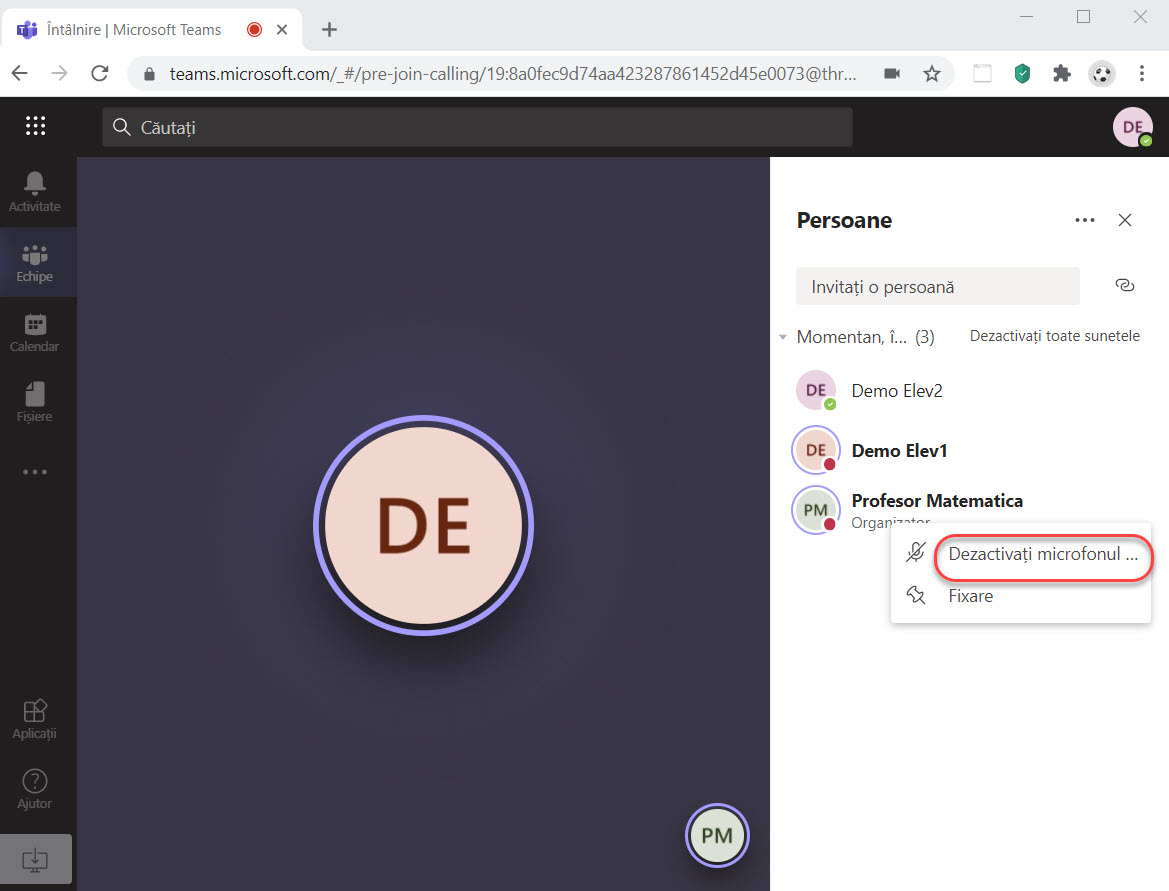 Întâlnire | Microsoft Teams
teams.microsoft.com/_#/pre-join-calling/19:8a0fec9d74aa423287861452d45e0073@thr...
Căutați
DE
Activitate
Echipe
Calendar
Fișiere
Aplicații
Ajutor
DE
PM
Persoane
Invitați o persoană
Momentan, î... (3) Dezactivați toate sunetele
DE Demo Elev2
DE Demo Elev1
PM Profesor Matematica
Organizator
Dezactivați microfonul ...
Fixare